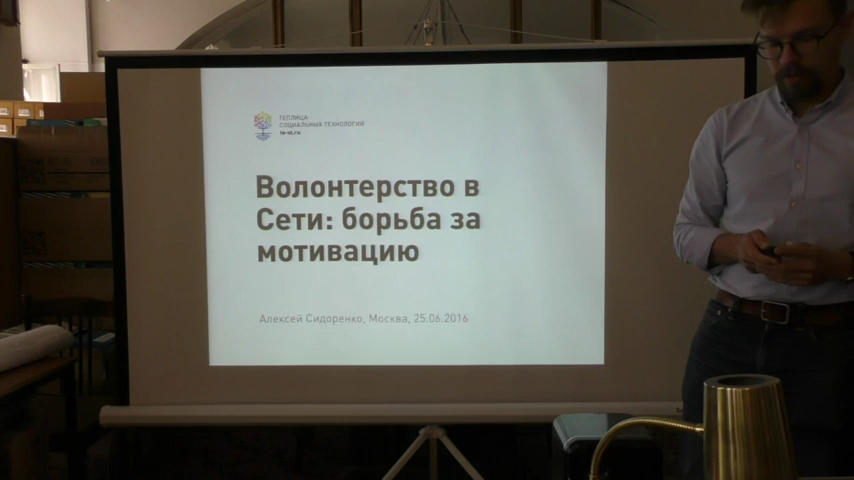 ТЕПЛИЦА
СОЦИАЛЬНЫХ ТЕХНОЛОГИЙ
te-st.ru
Волонтерство в
Сети: борьба за
мотивацию
Алексей Сидоренко, Москва, 25.06.2016